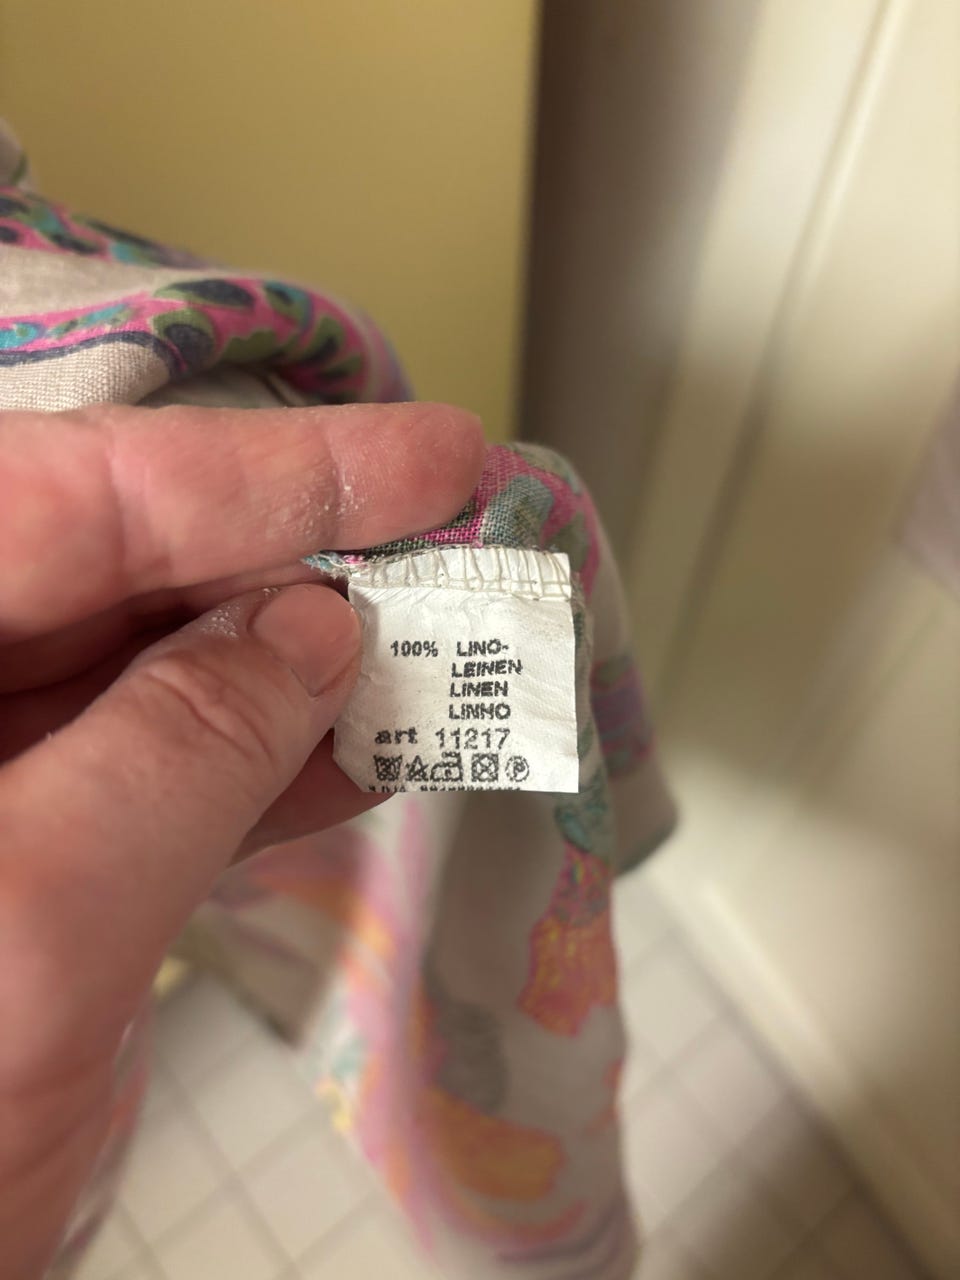 100% LINO-
LEINEN
LINEN
LINHO
art 11217